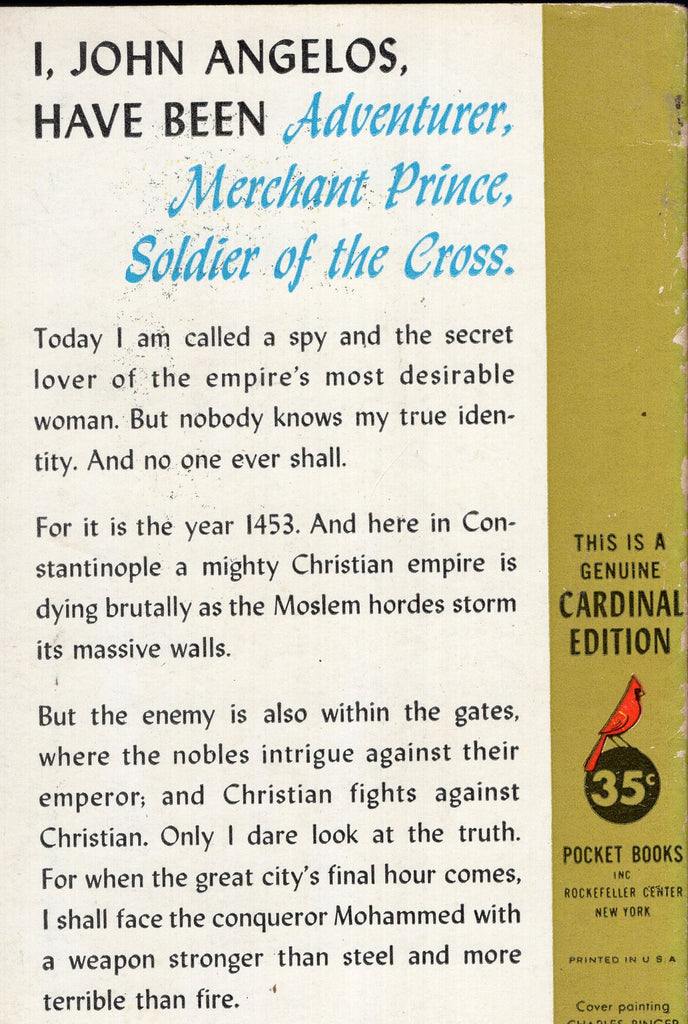 I, JOHN ANGELOS,
HAVE BEEN Adventurer,
Merchant Prince,
Soldier of the Cross.
Today I am called a spy and the secret
lover of the empire's most desirable
woman. But nobody knows my true iden-
tity. And no one ever shall.
For it is the year 1453. And here in Con-
stantinople a mighty Christian empire is
dying brutally as the Moslem hordes storm
its massive walls.
But the enemy is also within the gates,
where the nobles intrigue against their
emperor; and Christian fights against
Christian. Only I dare look at the truth.
For when the great city's final hour comes,
I shall face the conqueror Mohammed with
a weapon stronger than steel and more
terrible than fire.
THIS IS A
GENUINE
CARDINAL
EDITION
35¢
POCKET BOOKS
INC
ROCKEFELLER CENTER
NEW YORK
PRINTED IN U S A
Cover painting
CHARLES BINGER